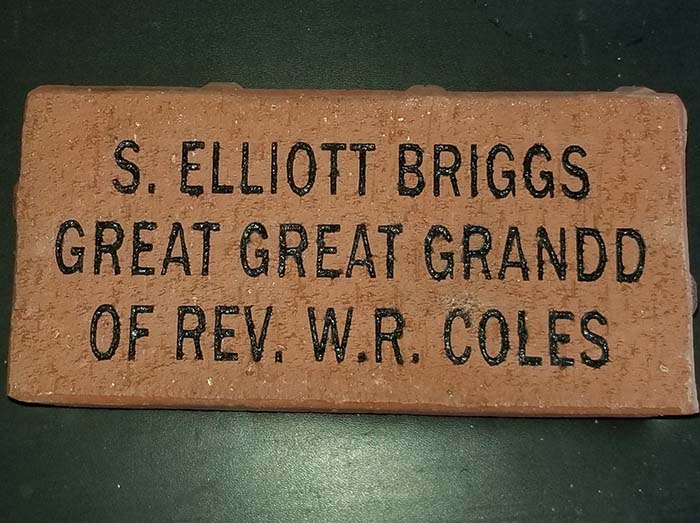 S. ELLIOTT BRIGGS
GREAT GREAT GRANDD
OF REV. W.R. COLES